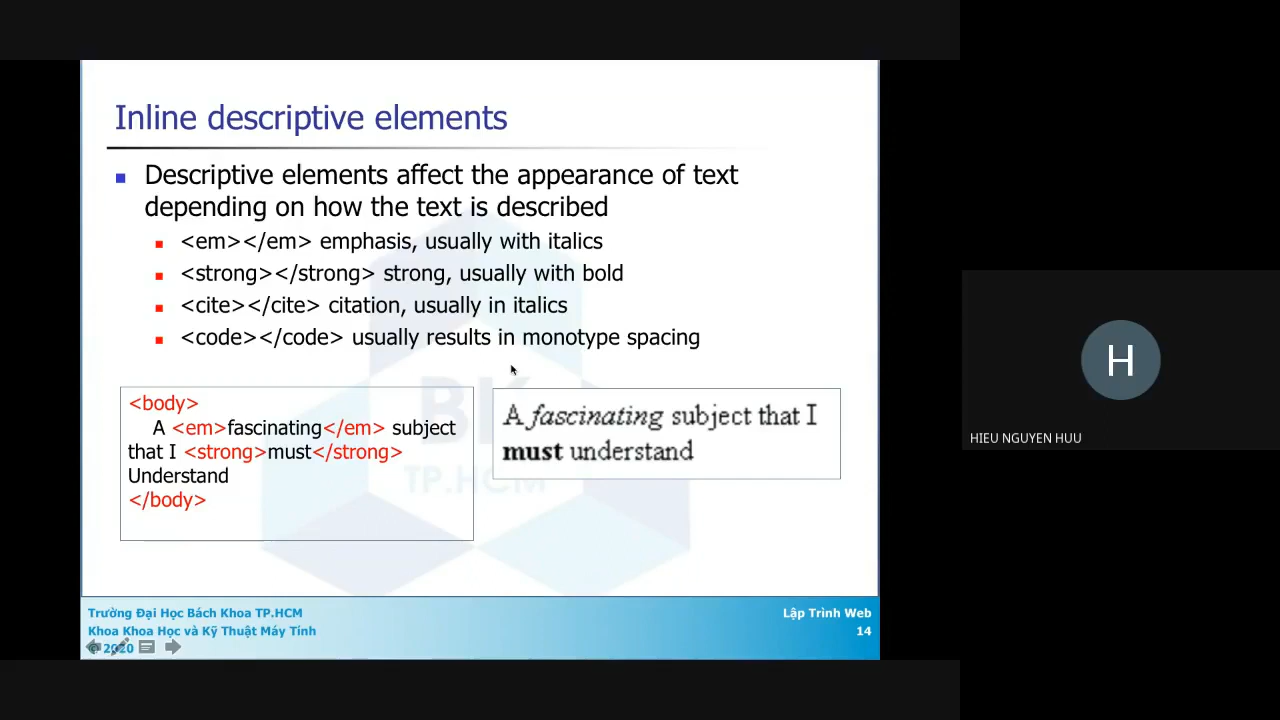 Inline descriptive elements
Descriptive elements affect the appearance of text
depending on how the text is described
<em></em> emphasis, usually with italics
<strong></strong> strong, usually with bold
<cite></cite> citation, usually in italics
<code></code> usually results in monotype spacing
<body>
A <em>fascinating</em> subject
that I <strong>must</strong>
Understand
</body>
A fascinating subject that I
must understand
BK
TP.HCM
Trường Đại Học Bách Khoa TP.HCM
Khoa Khoa Học và Kỹ Thuật Máy Tính
© 2020
Lập Trình Web
14
H
HIEU NGUYEN HUU